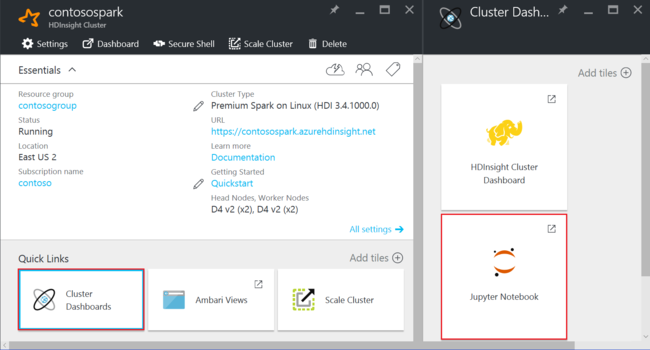 contosospark
HDInsight Cluster
Settings
Dashboard
Secure Shell
Scale Cluster
Delete
Essentials
Resource group
contosogroup
Status
Running
Location
East US 2
Subscription name
contoso
Cluster Type
Premium Spark on Linux (HDI 3.4.1000.0)
URL
https://contosospark.azurehdinsight.net
Learn more
Documentation
Getting Started
Quickstart
Head Nodes, Worker Nodes
D4 v2 (x2), D4 v2 (x2)
All settings
Quick Links
Add tiles
Cluster
Dashboards
Ambari Views
Scale Cluster
Cluster Dash...
Add tiles
HDInsight Cluster
Dashboard
Jupyter Notebook